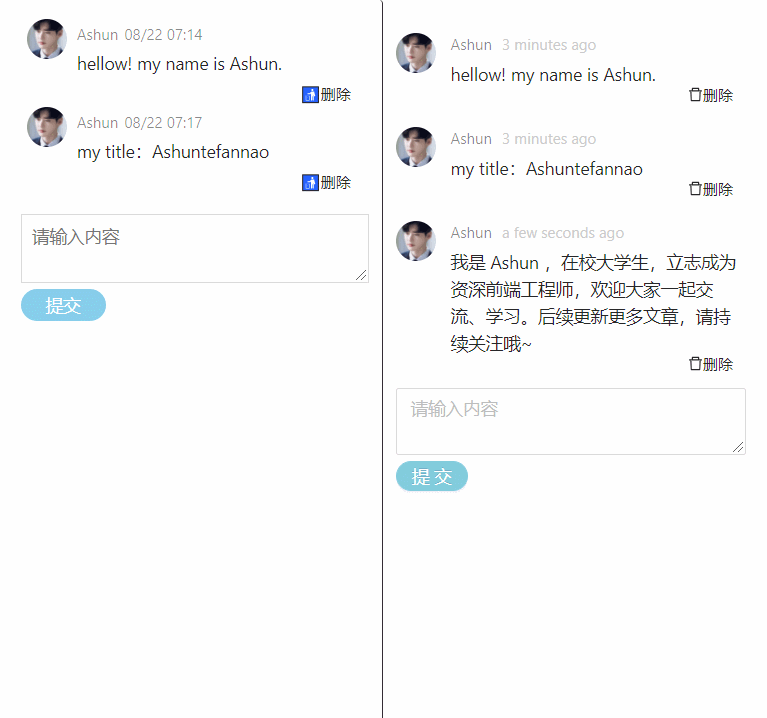 Ashun 08/22 07:14
hellow! my name is Ashun.
🚮删除
Ashun 08/22 07:17
my title：Ashuntefannao
🚮删除
请输入内容
提交
Ashun 3 minutes ago
hellow! my name is Ashun.
删除
Ashun 3 minutes ago
my title：Ashuntefannao
删除
Ashun a few seconds ago
我是 Ashun ，在校大学生，立志成为
资深前端工程师，欢迎大家一起交
流、学习。后续更新更多文章，请持
续关注哦~
删除
请输入内容
提 交